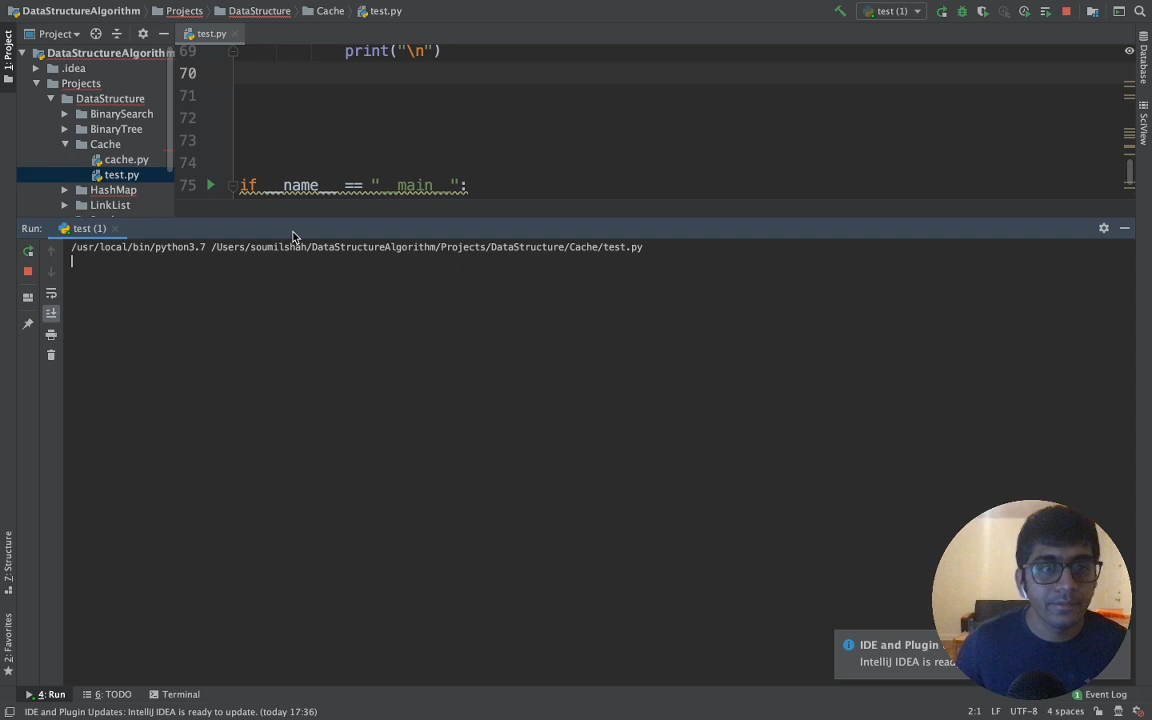 DataStructureAlgorithm > Projects > DataStructure > Cache > test.py
test (1)
1: Project
Project
test.py
DataStructureAlgorithm
.idea
Projects
DataStructure
BinarySearch
BinaryTree
Cache
cache.py
test.py
HashMap
LinkList
69 print("\n")
70
71
72
73
74
75 if __name__ == "__main__":
Database
SciView
Run: test (1)
/usr/local/bin/python3.7 /Users/soumilshah/DataStructureAlgorithm/Projects/DataStructure/Cache/test.py
7: Structure
2: Favorites
IDE and Plugin
IntelliJ IDEA is
4: Run
6: TODO
Terminal
Event Log
IDE and Plugin Updates: IntelliJ IDEA is ready to update. (today 17:36)
2:1 LF UTF-8 4 spaces